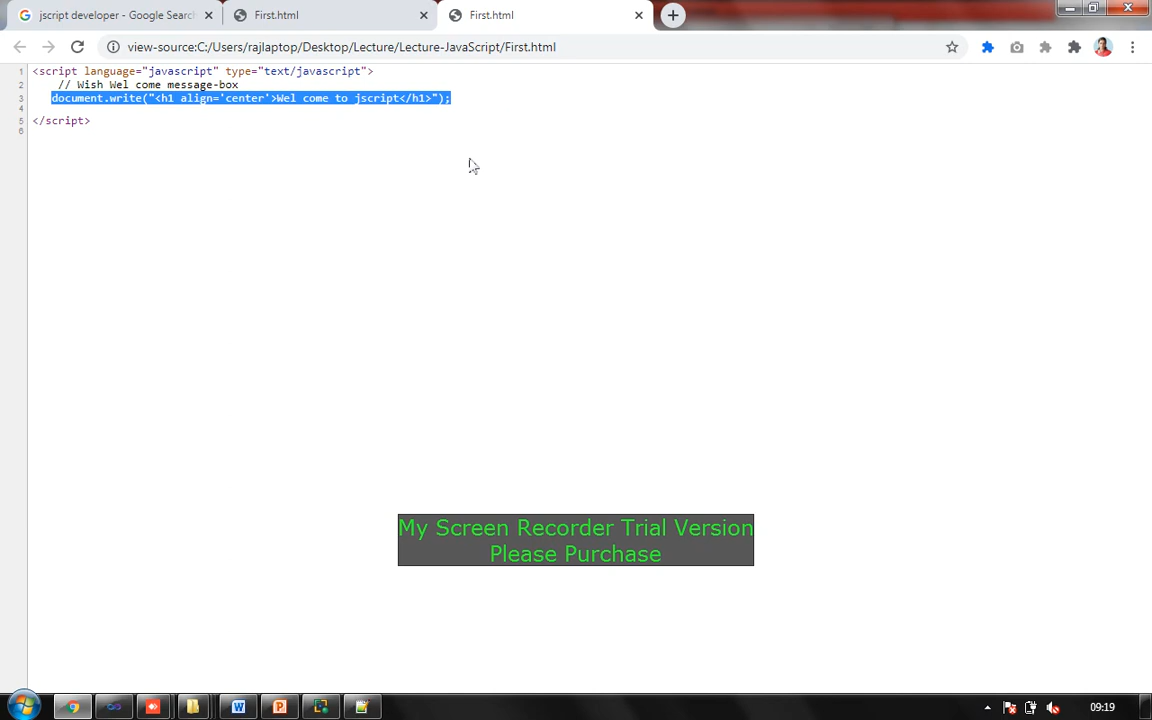 jscript developer - Google Searc
First.html
First.html
view-source:C:/Users/rajlaptop/Desktop/Lecture/Lecture-JavaScript/First.html
1 <script language="javascript" type="text/javascript">
2 // Wish Wel come message-box
3 document.write("<h1 align='center'>Wel come to jscript</h1>");
4
5 </script>
6
My Screen Recorder Trial Version
Please Purchase
09:19